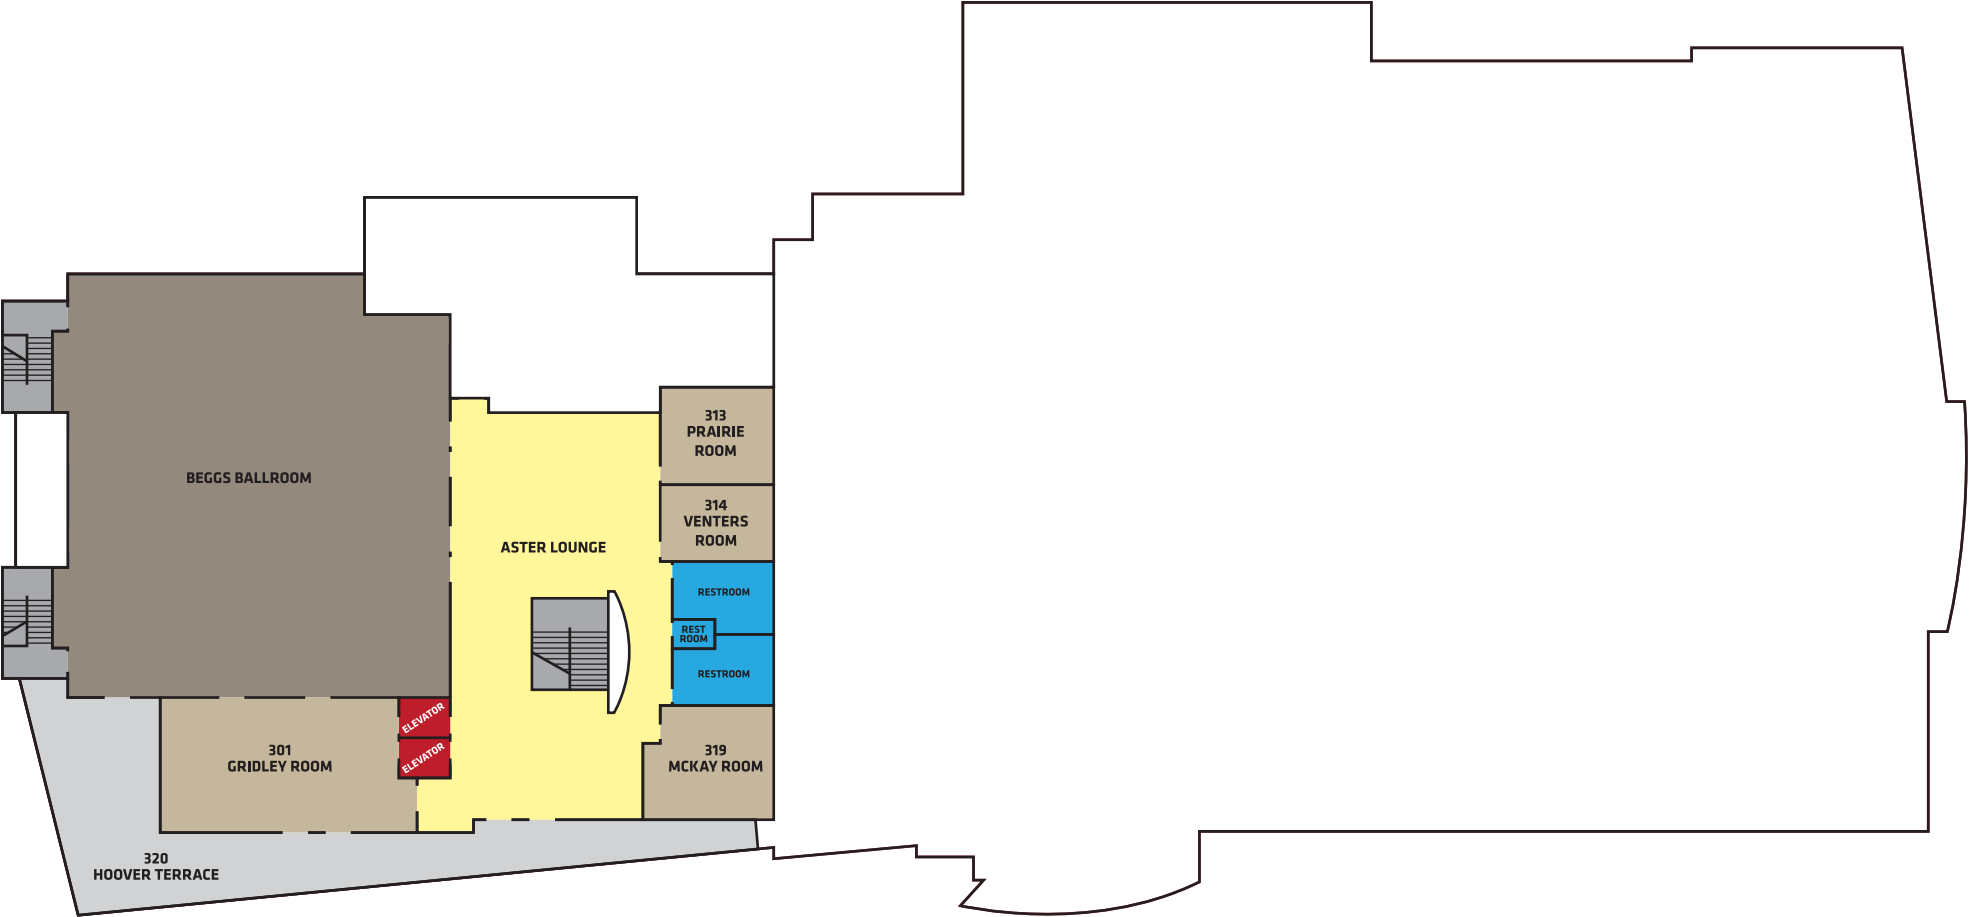 313
PRAIRIE
ROOM
BEGGS BALLROOM
314
VENTERS
ROOM
ASTER LOUNGE
RESTROOM
REST
ROOM
RESTROOM
ELEVATOR
ELEVATOR
301
GRIDLEY ROOM
319
MCKAY ROOM
320
HOOVER TERRACE